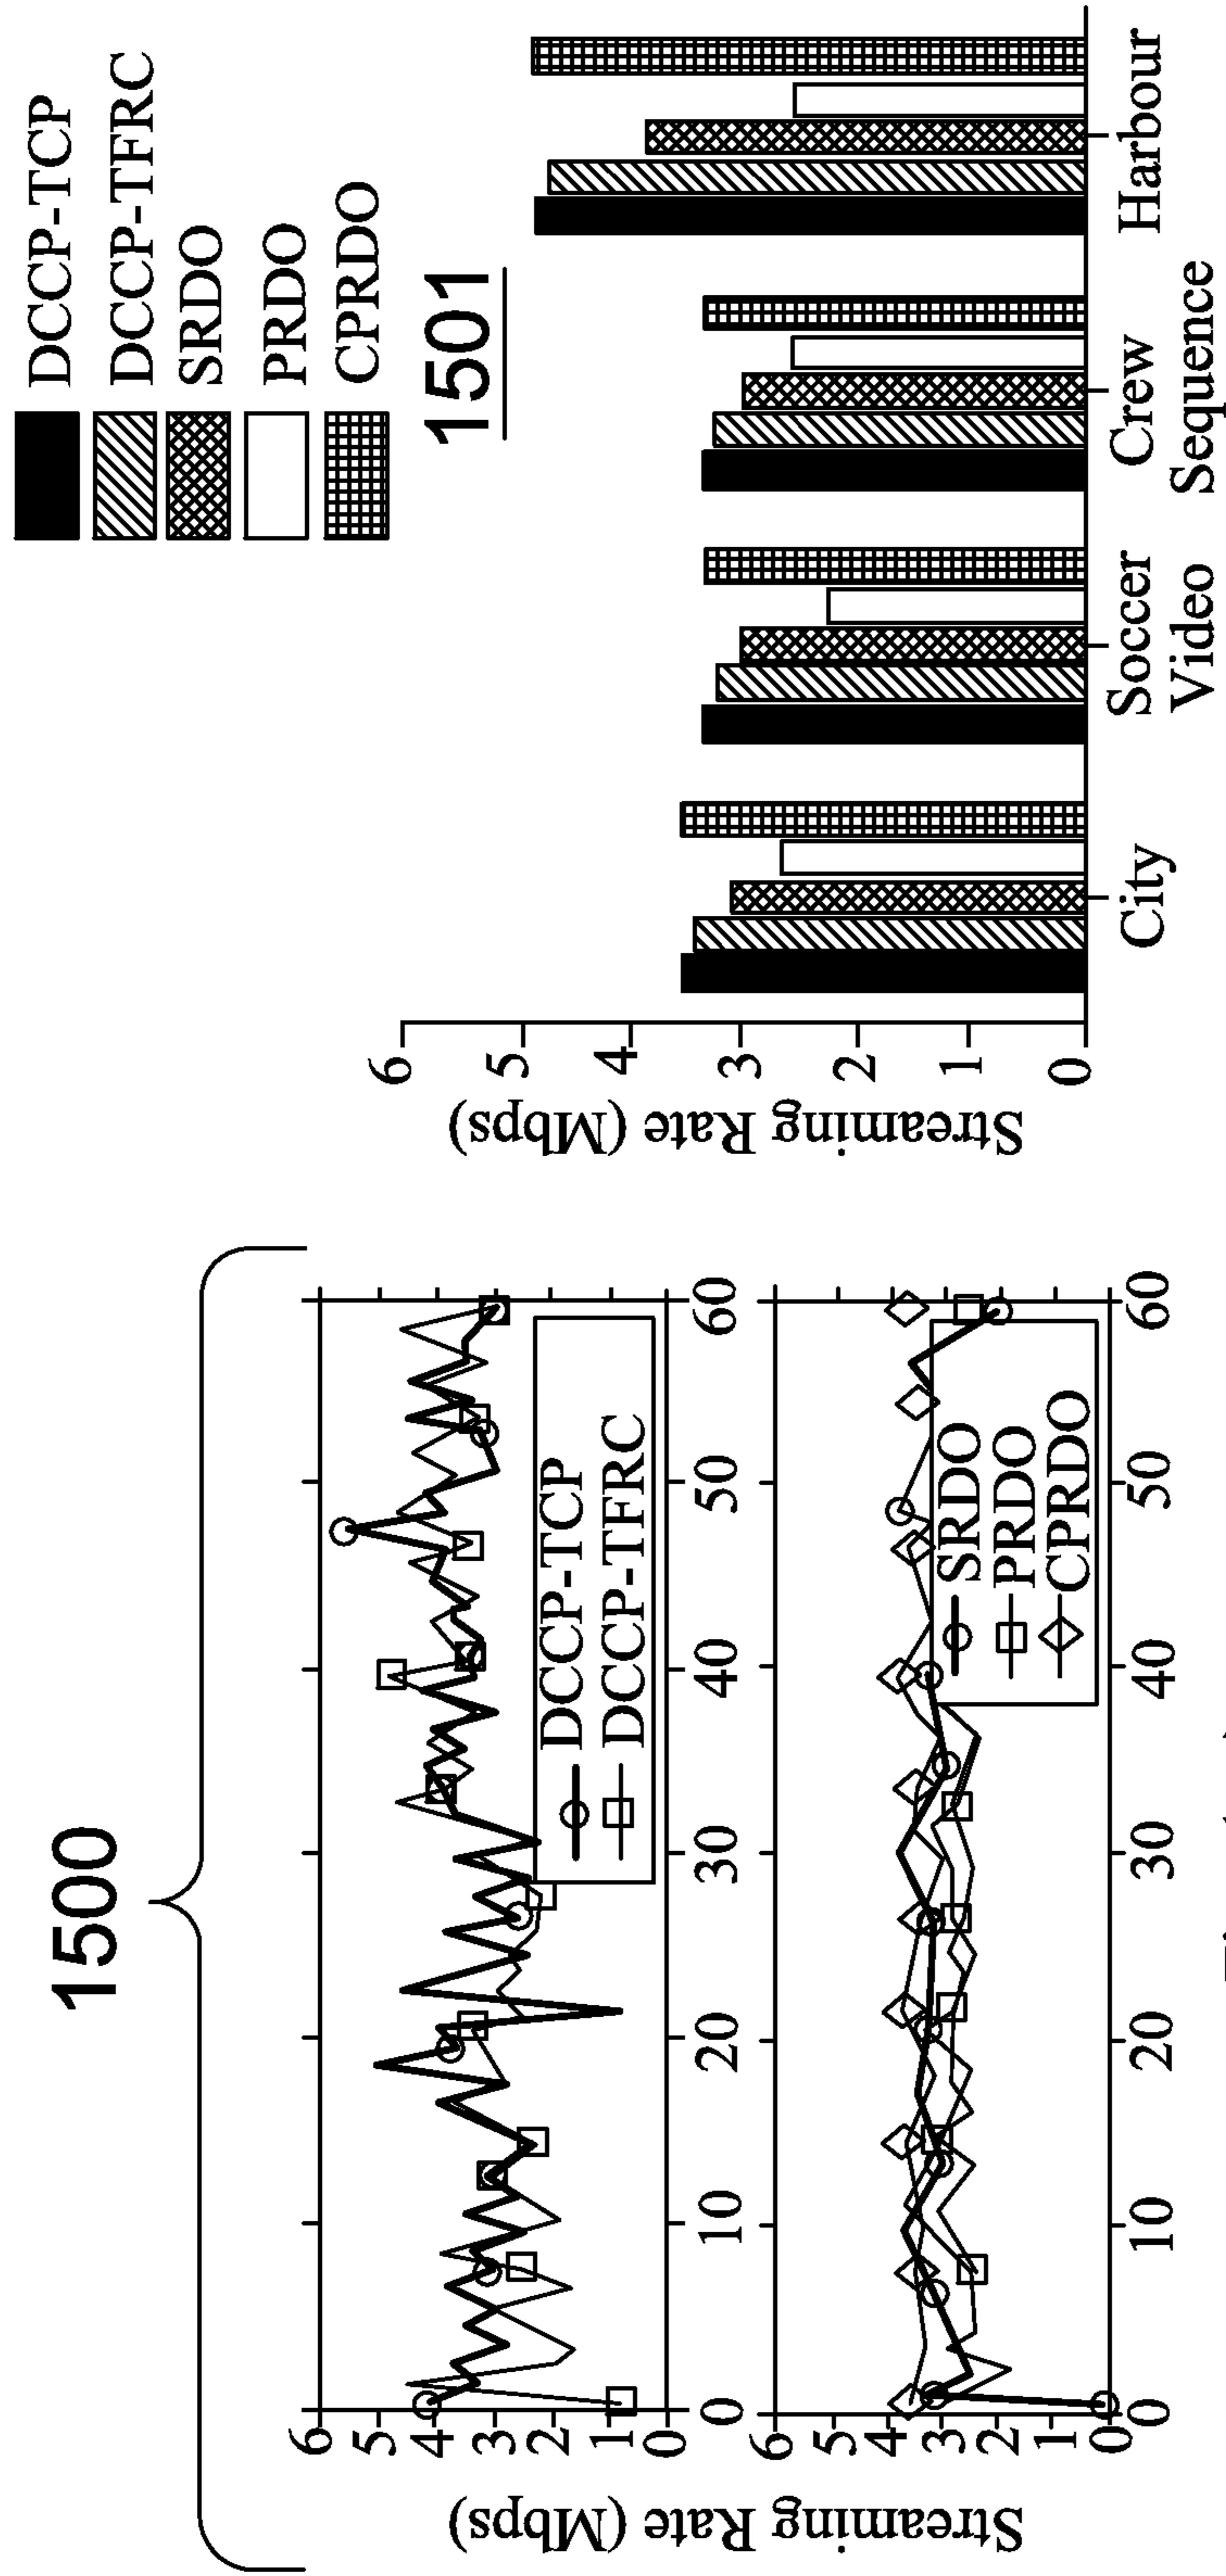 1500
Streaming Rate (Mbps)
6
5
4
3
2
1
0
DCCP-TCP
DCCP-TFRC
0
10
20
30
40
50
60
Streaming Rate (Mbps)
6
5
4
3
2
1
0
SRDO
PRDO
CPRDO
0
10
20
30
40
50
60
DCCP-TCP
DCCP-TFRC
SRDO
PRDO
CPRDO
1501
Streaming Rate (Mbps)
6
5
4
3
2
1
0
City
Soccer
Crew
Harbour
Video Sequence